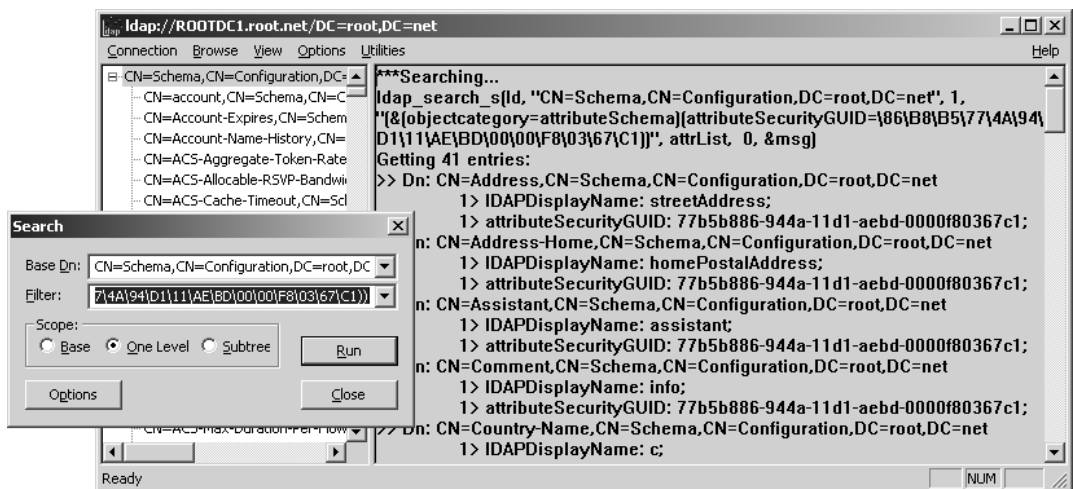 ldap://ROOTDC1.root.net/DC=root,DC=net
Connection Browse View Options Utilities Help
CN=Schema,CN=Configuration,DC=
CN=account,CN=Schema,CN=C
CN=Account-Expires,CN=Schem
CN=Account-Name-History,CN=
CN=ACS-Aggregate-Token-Rate
CN=ACS-Allocable-RSVP-Bandwi
CN=ACS-Cache-Timeout,CN=Scl
***Searching...
ldap_search_s(ld, "CN=Schema,CN=Configuration,DC=root,DC=net", 1,
"(&(objectcategory=attributeSchema)(attributeSecurityGUID=\86\B8\B5\77\4A\94\
D1\11\AE\BD\00\00\F8\03\67\C1))", attrList, 0, &msg)
Getting 41 entries:
>> Dn: CN=Address,CN=Schema,CN=Configuration,DC=root,DC=net
1> lDAPDisplayName: streetAddress;
1> attributeSecurityGUID: 77b5b886-944a-11d1-aebd-0000f80367c1;
n: CN=Address-Home,CN=Schema,CN=Configuration,DC=root,DC=net
1> lDAPDisplayName: homePostalAddress;
1> attributeSecurityGUID: 77b5b886-944a-11d1-aebd-0000f80367c1;
n: CN=Assistant,CN=Schema,CN=Configuration,DC=root,DC=net
1> lDAPDisplayName: assistant;
1> attributeSecurityGUID: 77b5b886-944a-11d1-aebd-0000f80367c1;
n: CN=Comment,CN=Schema,CN=Configuration,DC=root,DC=net
1> lDAPDisplayName: info;
1> attributeSecurityGUID: 77b5b886-944a-11d1-aebd-0000f80367c1;
>> Dn: CN=Country-Name,CN=Schema,CN=Configuration,DC=root,DC=net
1> lDAPDisplayName: c;
Search
Base Dn: CN=Schema,CN=Configuration,DC=root,DC
Filter: 7\4A\94\D1\11\AE\BD\00\00\F8\03\67\C1))
Scope:
Base One Level Subtree
Run
Options Close
CN=ACS-Max-Duration-Per-Flow
Ready NUM